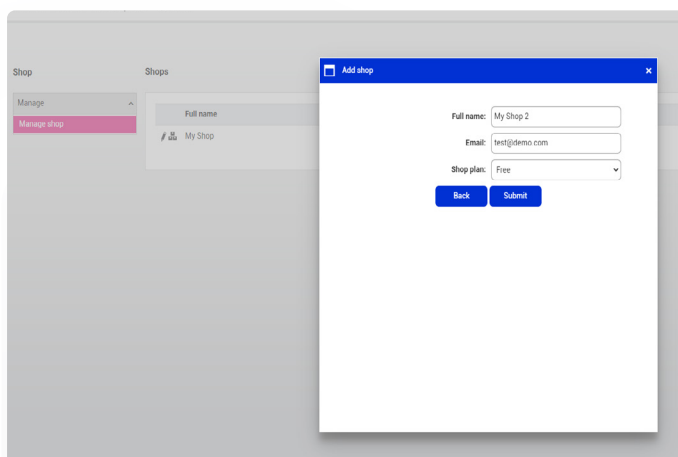 Shop
Shops
Add shop
Manage
Manage shop
Full name
My Shop
Full name: My Shop 2
Email: test@demo.com
Shop plan: Free
Back Submit